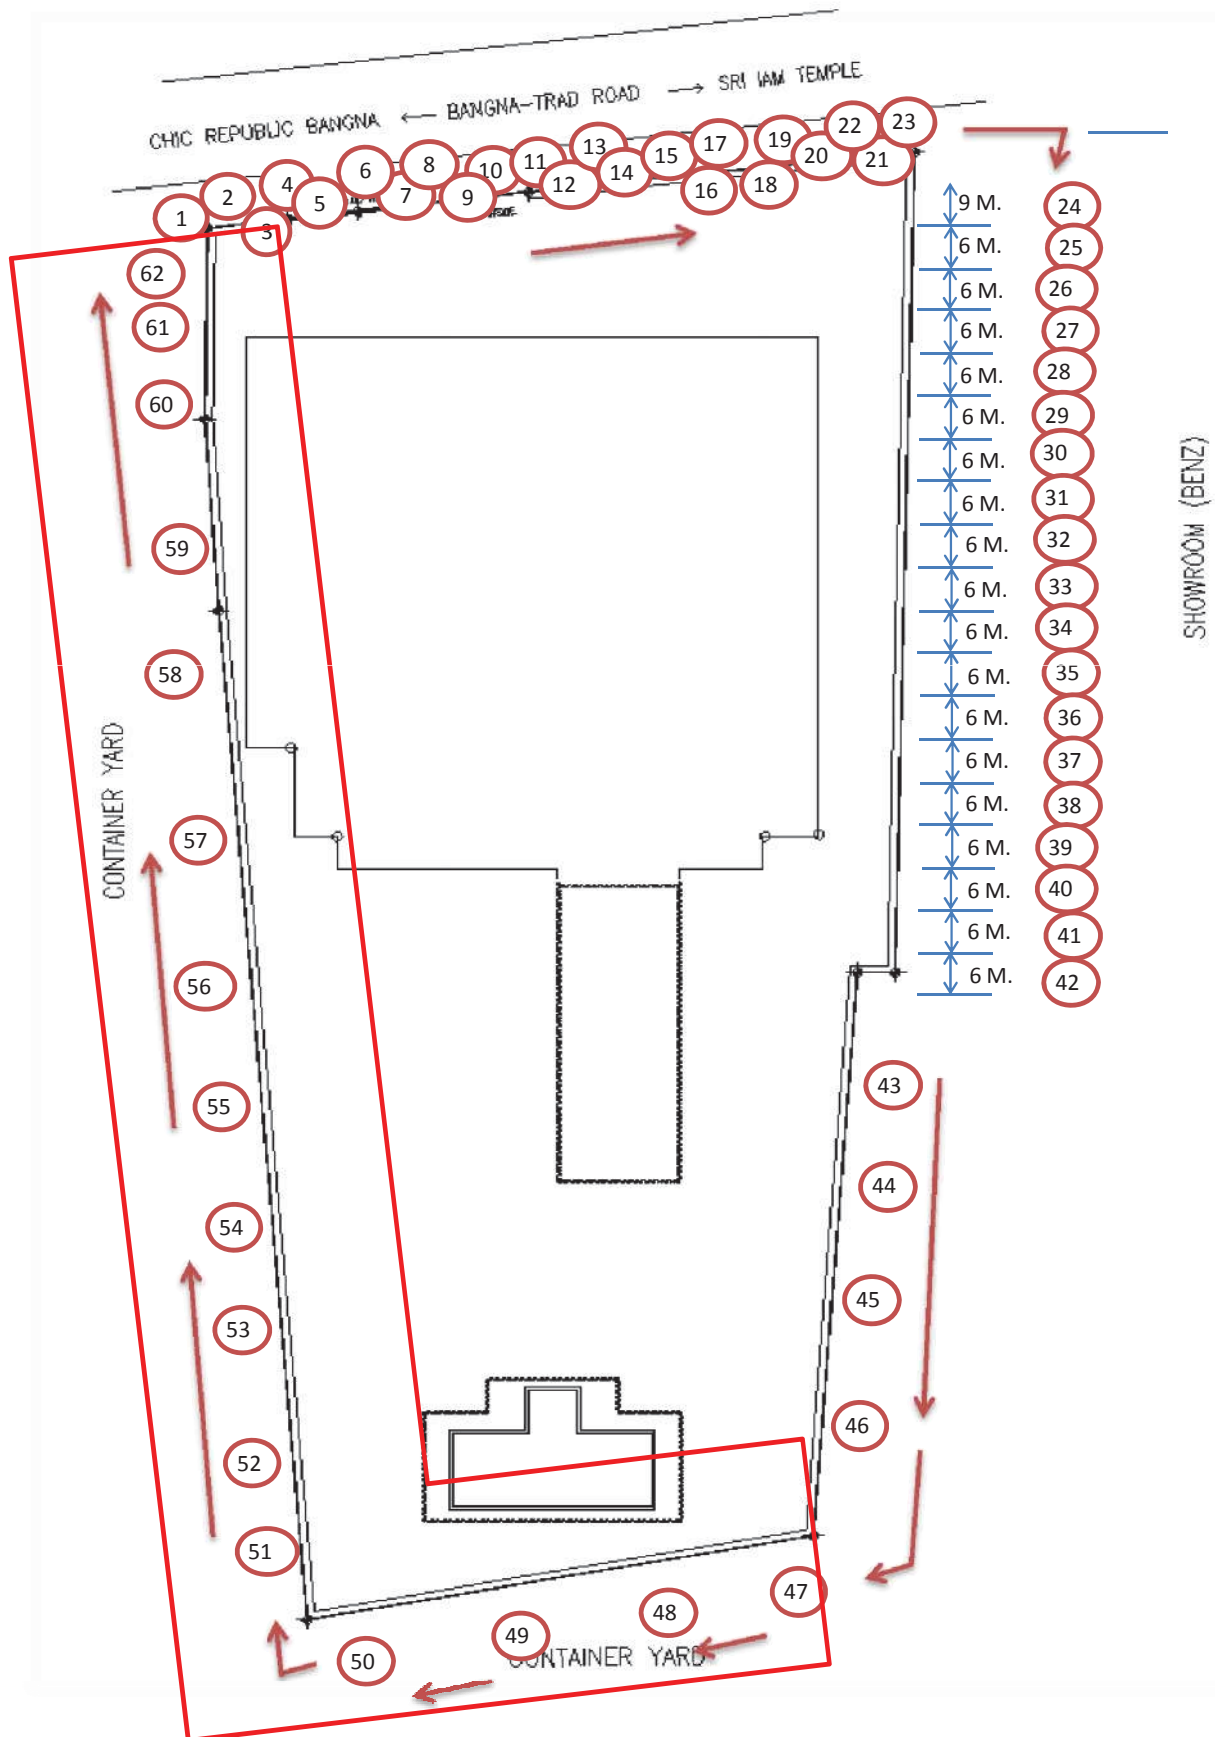 CHIC REPUBLIC BANGNA ← BANGNA-TRAD ROAD → SRI IAM TEMPLE
1
2
3
4
5
6
7
8
9
10
11
12
13
14
15
16
17
18
19
20
21
22
23
9 M. 24
6 M. 25
6 M. 26
6 M. 27
6 M. 28
6 M. 29
6 M. 30
6 M. 31
6 M. 32
6 M. 33
6 M. 34
6 M. 35
6 M. 36
6 M. 37
6 M. 38
6 M. 39
6 M. 40
6 M. 41
6 M. 42
SHOWROOM (BENZ)
43
44
45
46
47
48
49
CONTAINER YARD
50
51
52
53
54
55
56
57
CONTAINER YARD
58
59
60
61
62